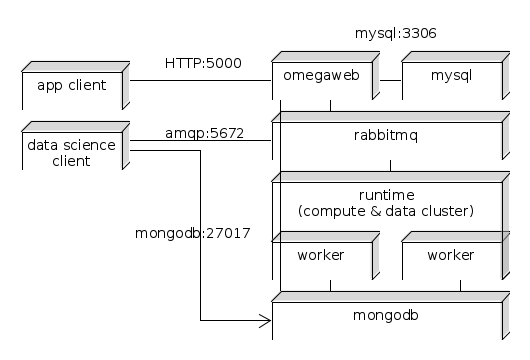 mysql:3306
HTTP:5000
omegaweb
mysql
app client
amqp:5672
rabbitmq
data science
client
runtime
(compute & data cluster)
mongodb:27017
worker
worker
mongodb